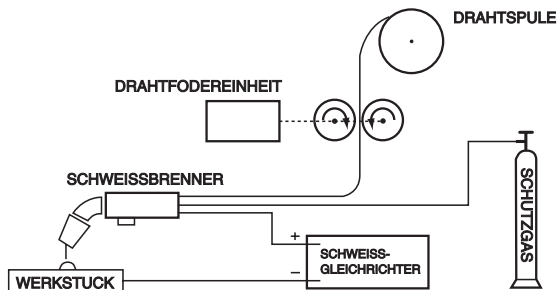 DRAHTSPULE
DRAHTFODEREINHEIT
SCHWEISSBRENNER
SCHUTZGAS
+
SCHWEISS-
GLEICHRICHTER
–
WERKSTUCK